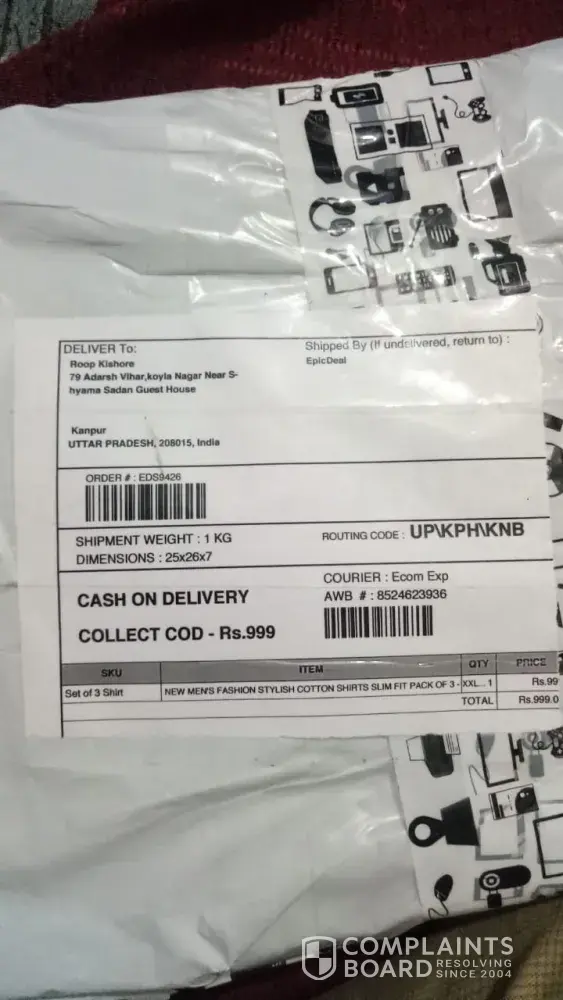 DELIVER To:
Roop Kishore
79 Adarsh Vihar,koyla Nagar Near S-
hyama Sadan Guest House
Kanpur
UTTAR PRADESH, 208015, India
Shipped By (If undelivered, return to) :
EpicDeal
ORDER # : EDS9426
SHIPMENT WEIGHT : 1 KG
DIMENSIONS : 25x26x7
ROUTING CODE : UP\KPH\KNB
CASH ON DELIVERY
COLLECT COD - Rs.999
COURIER : Ecom Exp
AWB # : 8524623936
SKU ITEM QTY PRICE
Set of 3 Shirt NEW MEN'S FASHION STYLISH COTTON SHIRTS SLIM FIT PACK OF 3 - XXL.. 1 Rs.99
TOTAL Rs.999.0
COMPLAINTS
BOARD RESOLVING
SINCE 2004